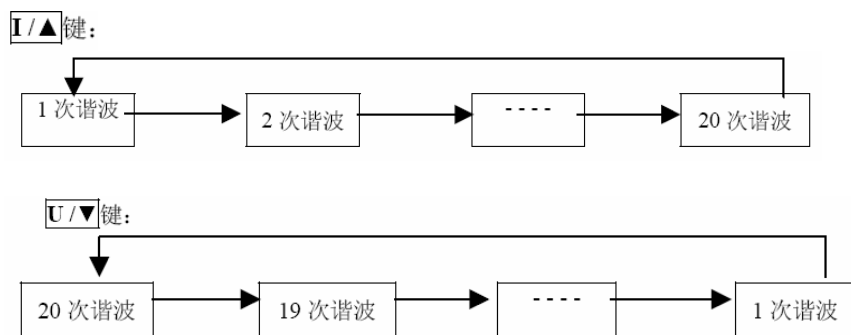 I /▲键：
1 次谐波 2 次谐波 - - - - 20 次谐波
U /▼键：
20 次谐波 19 次谐波 - - - - 1 次谐波